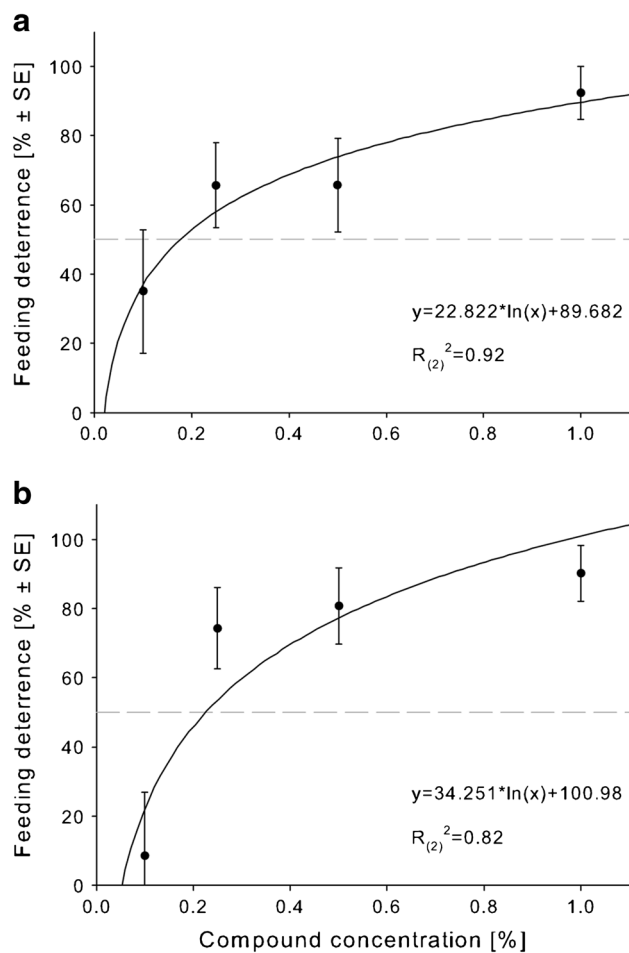 a
Feeding deterrence [% ± SE]
100
80
60
40
20
0
y=22.822*ln(x)+89.682
R(2)²=0.92
0.0 0.2 0.4 0.6 0.8 1.0
b
Feeding deterrence [% ± SE]
100
80
60
40
20
0
y=34.251*ln(x)+100.98
R(2)²=0.82
0.0 0.2 0.4 0.6 0.8 1.0
Compound concentration [%]